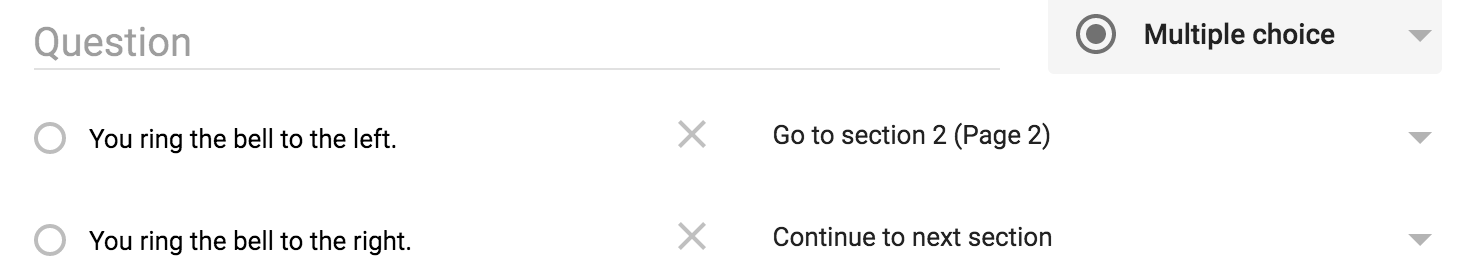 Question
Multiple choice
You ring the bell to the left.
Go to section 2 (Page 2)
You ring the bell to the right.
Continue to next section